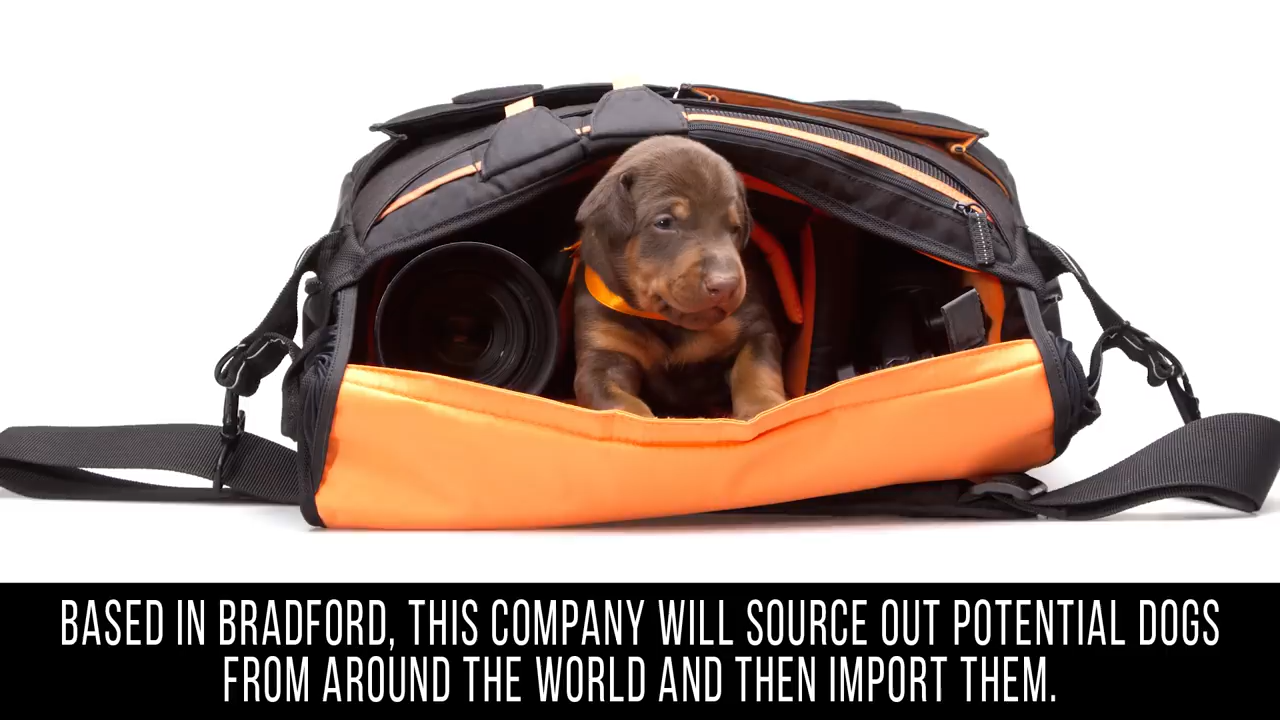 BASED IN BRADFORD, THIS COMPANY WILL SOURCE OUT POTENTIAL DOGS
FROM AROUND THE WORLD AND THEN IMPORT THEM.